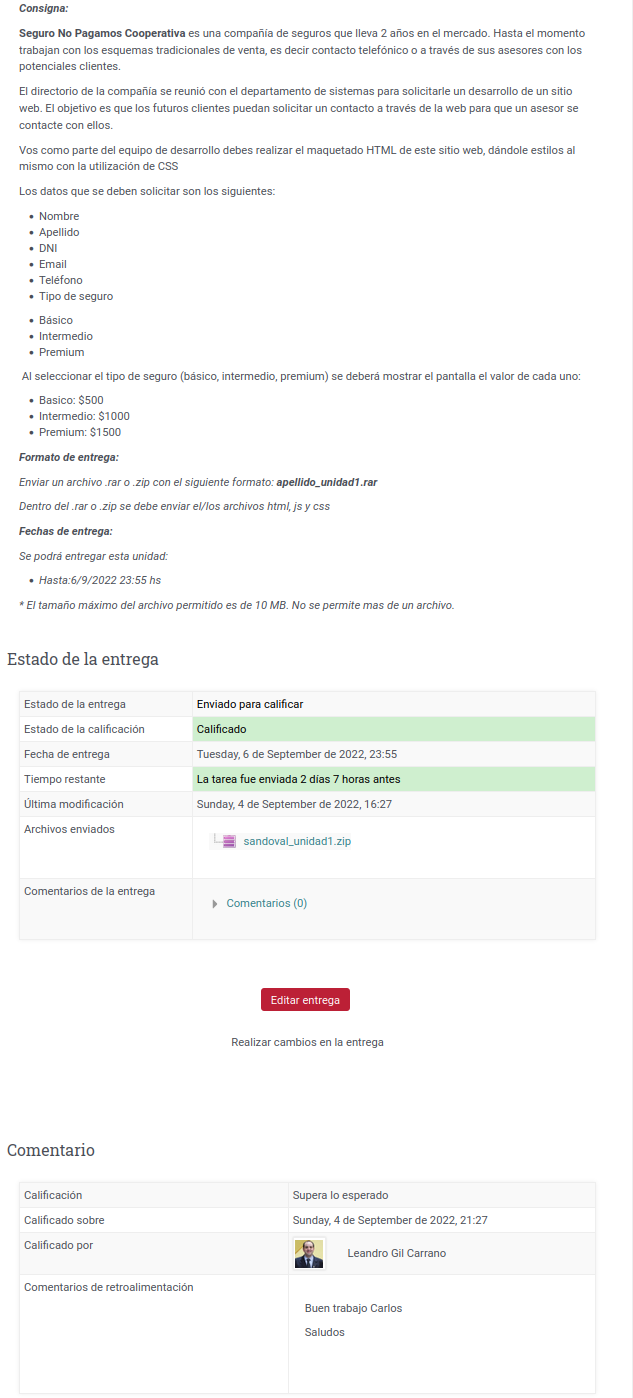 Consigna:
Seguro No Pagamos Cooperativa es una compañía de seguros que lleva 2 años en el mercado. Hasta el momento
trabajan con los esquemas tradicionales de venta, es decir contacto telefónico o a través de sus asesores con los
potenciales clientes.
El directorio de la compañía se reunió con el departamento de sistemas para solicitarle un desarrollo de un sitio
web. El objetivo es que los futuros clientes puedan solicitar un contacto a través de la web para que un asesor se
contacte con ellos.
Vos como parte del equipo de desarrollo debes realizar el maquetado HTML de este sitio web, dándole estilos al
mismo con la utilización de CSS
Los datos que se deben solicitar son los siguientes:
• Nombre
• Apellido
• DNI
• Email
• Teléfono
• Tipo de seguro
• Básico
• Intermedio
• Premium
Al seleccionar el tipo de seguro (básico, intermedio, premium) se deberá mostrar el pantalla el valor de cada uno:
• Basico: $500
• Intermedio: $1000
• Premium: $1500
Formato de entrega:
Enviar un archivo .rar o .zip con el siguiente formato: apellido_unidad1.rar
Dentro del .rar o .zip se debe enviar el/los archivos html, js y css
Fechas de entrega:
Se podrá entregar esta unidad:
• Hasta:6/9/2022 23:55 hs
* El tamaño máximo del archivo permitido es de 10 MB. No se permite mas de un archivo.
Estado de la entrega
Estado de la entrega Enviado para calificar
Estado de la calificación Calificado
Fecha de entrega Tuesday, 6 de September de 2022, 23:55
Tiempo restante La tarea fue enviada 2 días 7 horas antes
Última modificación Sunday, 4 de September de 2022, 16:27
Archivos enviados
sandoval_unidad1.zip
Comentarios de la entrega
Comentarios (0)
Editar entrega
Realizar cambios en la entrega
Comentario
Calificación Supera lo esperado
Calificado sobre Sunday, 4 de September de 2022, 21:27
Calificado por Leandro Gil Carrano
Comentarios de retroalimentación
Buen trabajo Carlos
Saludos